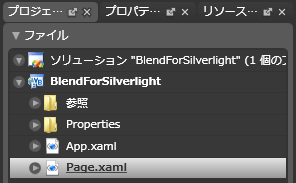 プロジェ... プロパテ... リソース...
ファイル
ソリューション "BlendForSilverlight" (1 個の
BlendForSilverlight
参照
Properties
App.xaml
Page.xaml